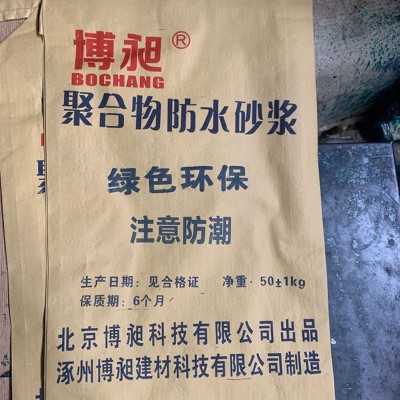 博昶®
BOCHANG
聚合物防水砂浆
绿色环保
注意防潮
生产日期：见合格证 净重·50±1kg
保质期：6个月
北京博昶科技有限公司出品
涿州博昶建材科技有限公司制造